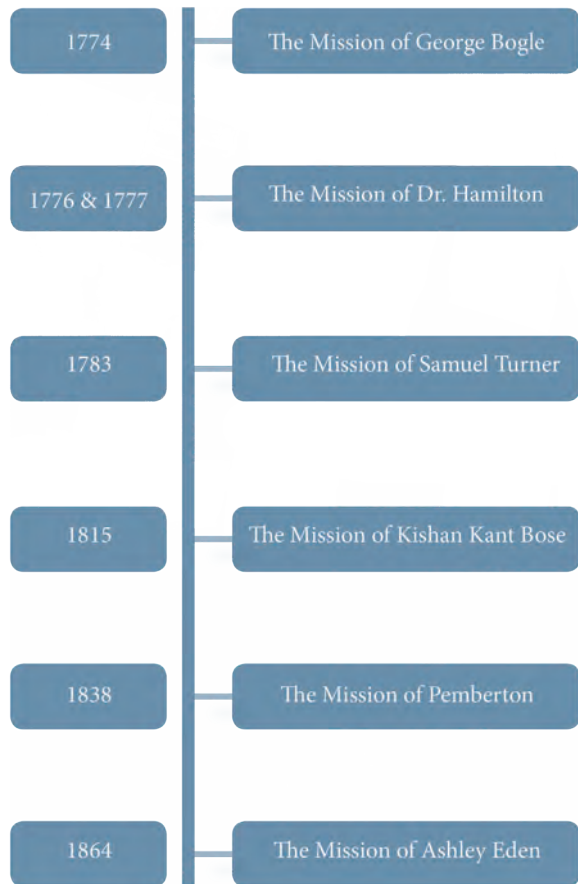 1774
The Mission of George Bogle
1776 & 1777
The Mission of Dr. Hamilton
1783
The Mission of Samuel Turner
1815
The Mission of Kishan Kant Bose
1838
The Mission of Pemberton
1864
The Mission of Ashley Eden